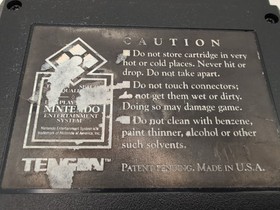 CAUTION
Do not store cartridge in very
hot or cold places. Never hit or
drop. Do not take apart.
Do not touch connectors;
not get them wet or dirty.
Doing so may damage game.
Do not clean with benzene,
paint thinner, alcohol or other
such solvents.
NINTENDO
ENTERTAINMENT
SYSTEM
TENGEN
PATENT PENDING. MADE IN U.S.A.